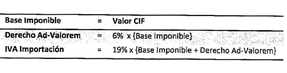 Base Imponible = Valor CIF
Derecho Ad-Valorem = 6% x {Base Imponible}
IVA Importación = 19% x {Base Imponible + Derecho Ad-Valorem}